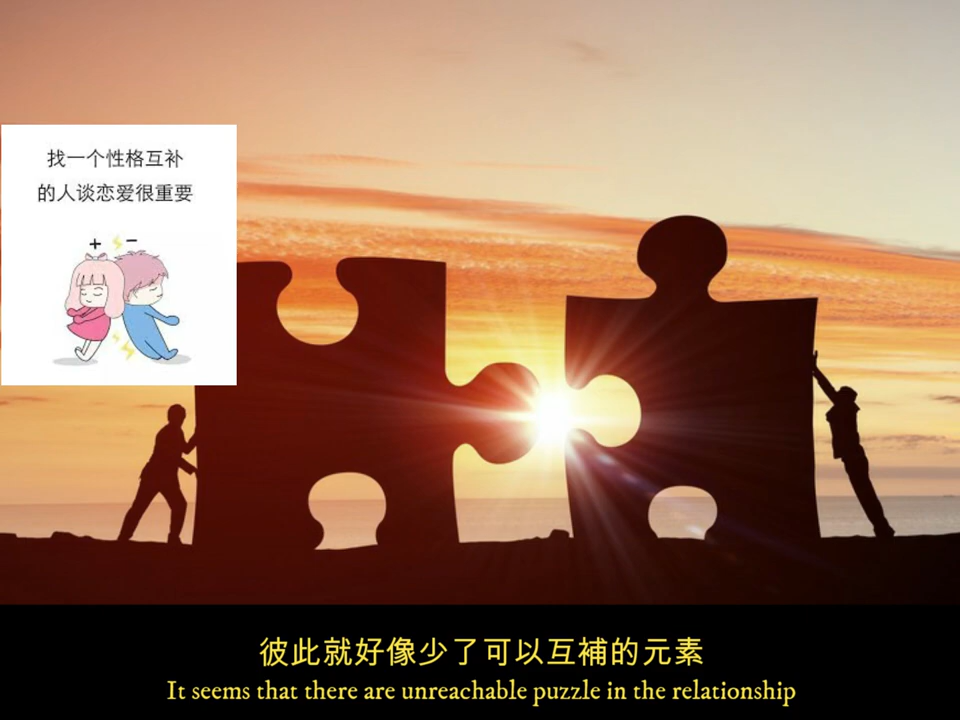 找一个性格互补
的人谈恋爱很重要
+ −
彼此就好像少了可以互補的元素
It seems that there are unreachable puzzle in the relationship